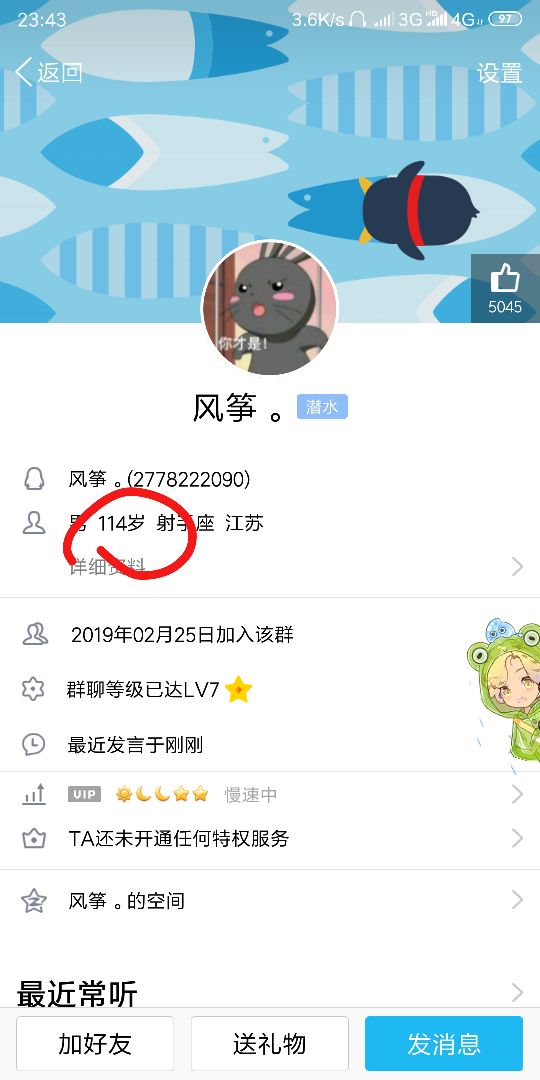 23:43 3.6K/s 3G HD 4G 97
返回 设置
你才是!
5045
风筝 。 潜水
风筝 。(2778222090)
男 114岁 射手座 江苏
详细资料
2019年02月25日加入该群
群聊等级已达LV7
最近发言于刚刚
VIP 慢速中
TA还未开通任何特权服务
风筝 。的空间
最近常听
加好友 送礼物 发消息